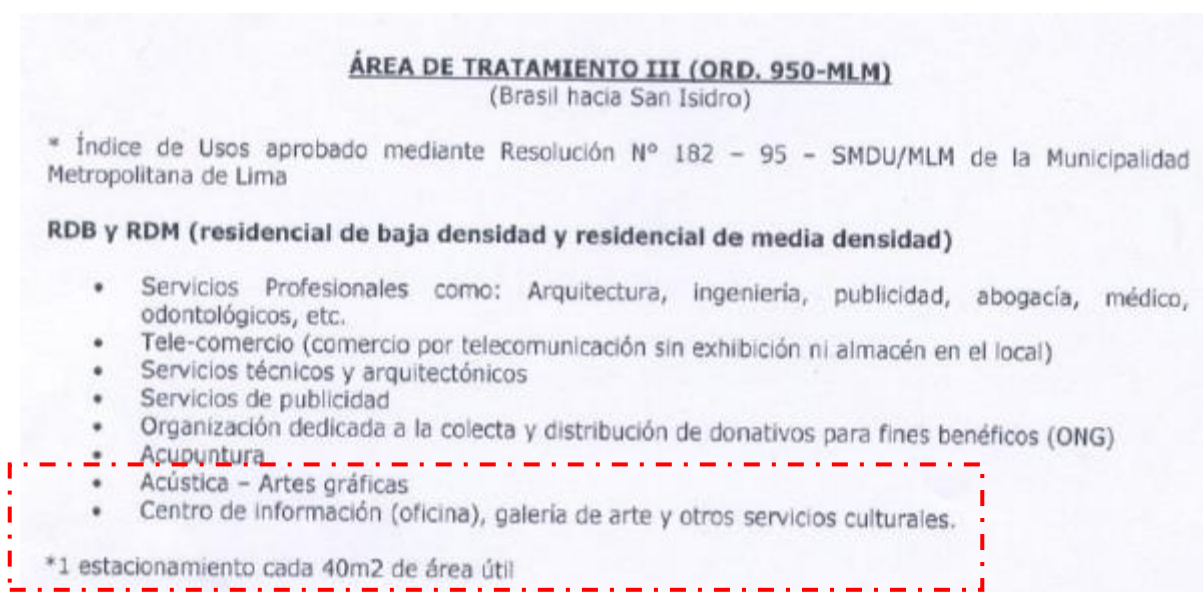 ÁREA DE TRATAMIENTO III (ORD. 950-MLM)
(Brasil hacia San Isidro)
* Índice de Usos aprobado mediante Resolución Nº 182 – 95 – SMDU/MLM de la Municipalidad
Metropolitana de Lima
RDB y RDM (residencial de baja densidad y residencial de media densidad)
• Servicios Profesionales como: Arquitectura, ingeniería, publicidad, abogacía, médico,
odontológicos, etc.
• Tele-comercio (comercio por telecomunicación sin exhibición ni almacén en el local)
• Servicios técnicos y arquitectónicos
• Servicios de publicidad
• Organización dedicada a la colecta y distribución de donativos para fines benéficos (ONG)
• Acupuntura
• Acústica – Artes gráficas
• Centro de información (oficina), galería de arte y otros servicios culturales.
*1 estacionamiento cada 40m2 de área útil